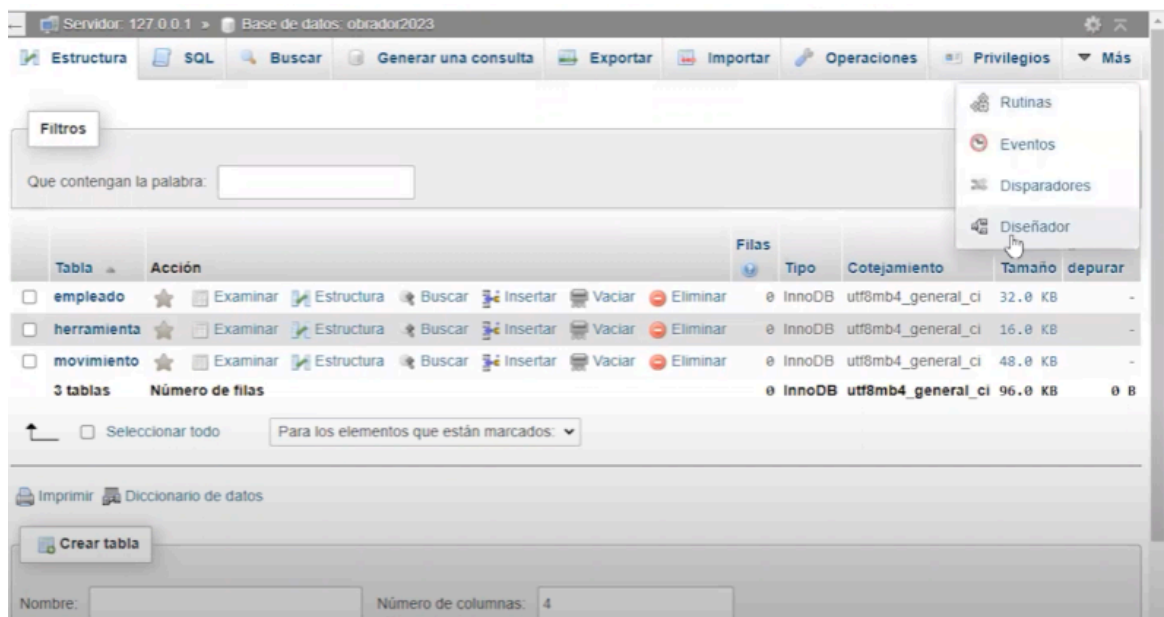 Servidor: 127.0.0.1 » Base de datos: obrador2023
Estructura SQL Buscar Generar una consulta Exportar Importar Operaciones Privilegios Más
Rutinas
Eventos
Disparadores
Diseñador
Filtros
Que contengan la palabra:
Tabla Acción Filas Tipo Cotejamiento Tamaño depurar
empleado Examinar Estructura Buscar Insertar Vaciar Eliminar 0 InnoDB utf8mb4_general_ci 32.0 KB -
herramienta Examinar Estructura Buscar Insertar Vaciar Eliminar 0 InnoDB utf8mb4_general_ci 16.0 KB -
movimiento Examinar Estructura Buscar Insertar Vaciar Eliminar 0 InnoDB utf8mb4_general_ci 48.0 KB -
3 tablas Número de filas 0 InnoDB utf8mb4_general_ci 96.0 KB 0 B
Seleccionar todo Para los elementos que están marcados:
Imprimir Diccionario de datos
Crear tabla
Nombre: Número de columnas: 4